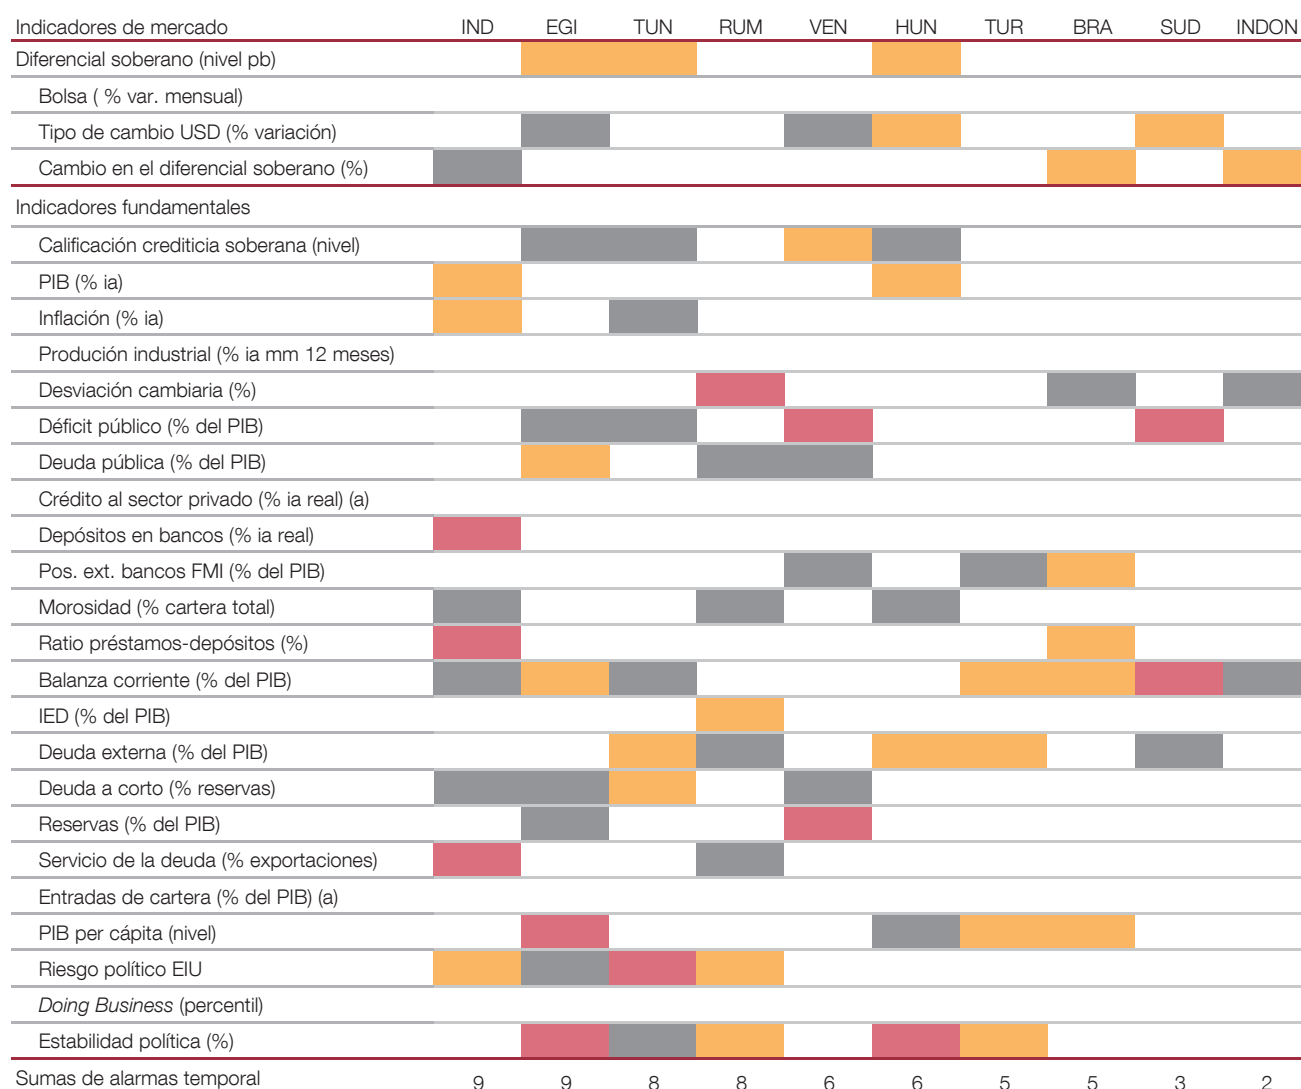 Indicadores de mercado IND EGI TUN RUM VEN HUN TUR BRA SUD INDON
Diferencial soberano (nivel pb)
Bolsa ( % var. mensual)
Tipo de cambio USD (% variación)
Cambio en el diferencial soberano (%)
Indicadores fundamentales
Calificación crediticia soberana (nivel)
PIB (% ia)
Inflación (% ia)
Produción industrial (% ia mm 12 meses)
Desviación cambiaria (%)
Déficit público (% del PIB)
Deuda pública (% del PIB)
Crédito al sector privado (% ia real) (a)
Depósitos en bancos (% ia real)
Pos. ext. bancos FMI (% del PIB)
Morosidad (% cartera total)
Ratio préstamos-depósitos (%)
Balanza corriente (% del PIB)
IED (% del PIB)
Deuda externa (% del PIB)
Deuda a corto (% reservas)
Reservas (% del PIB)
Servicio de la deuda (% exportaciones)
Entradas de cartera (% del PIB) (a)
PIB per cápita (nivel)
Riesgo político EIU
Doing Business (percentil)
Estabilidad política (%)
Sumas de alarmas temporal 9 9 8 8 6 6 5 5 3 2